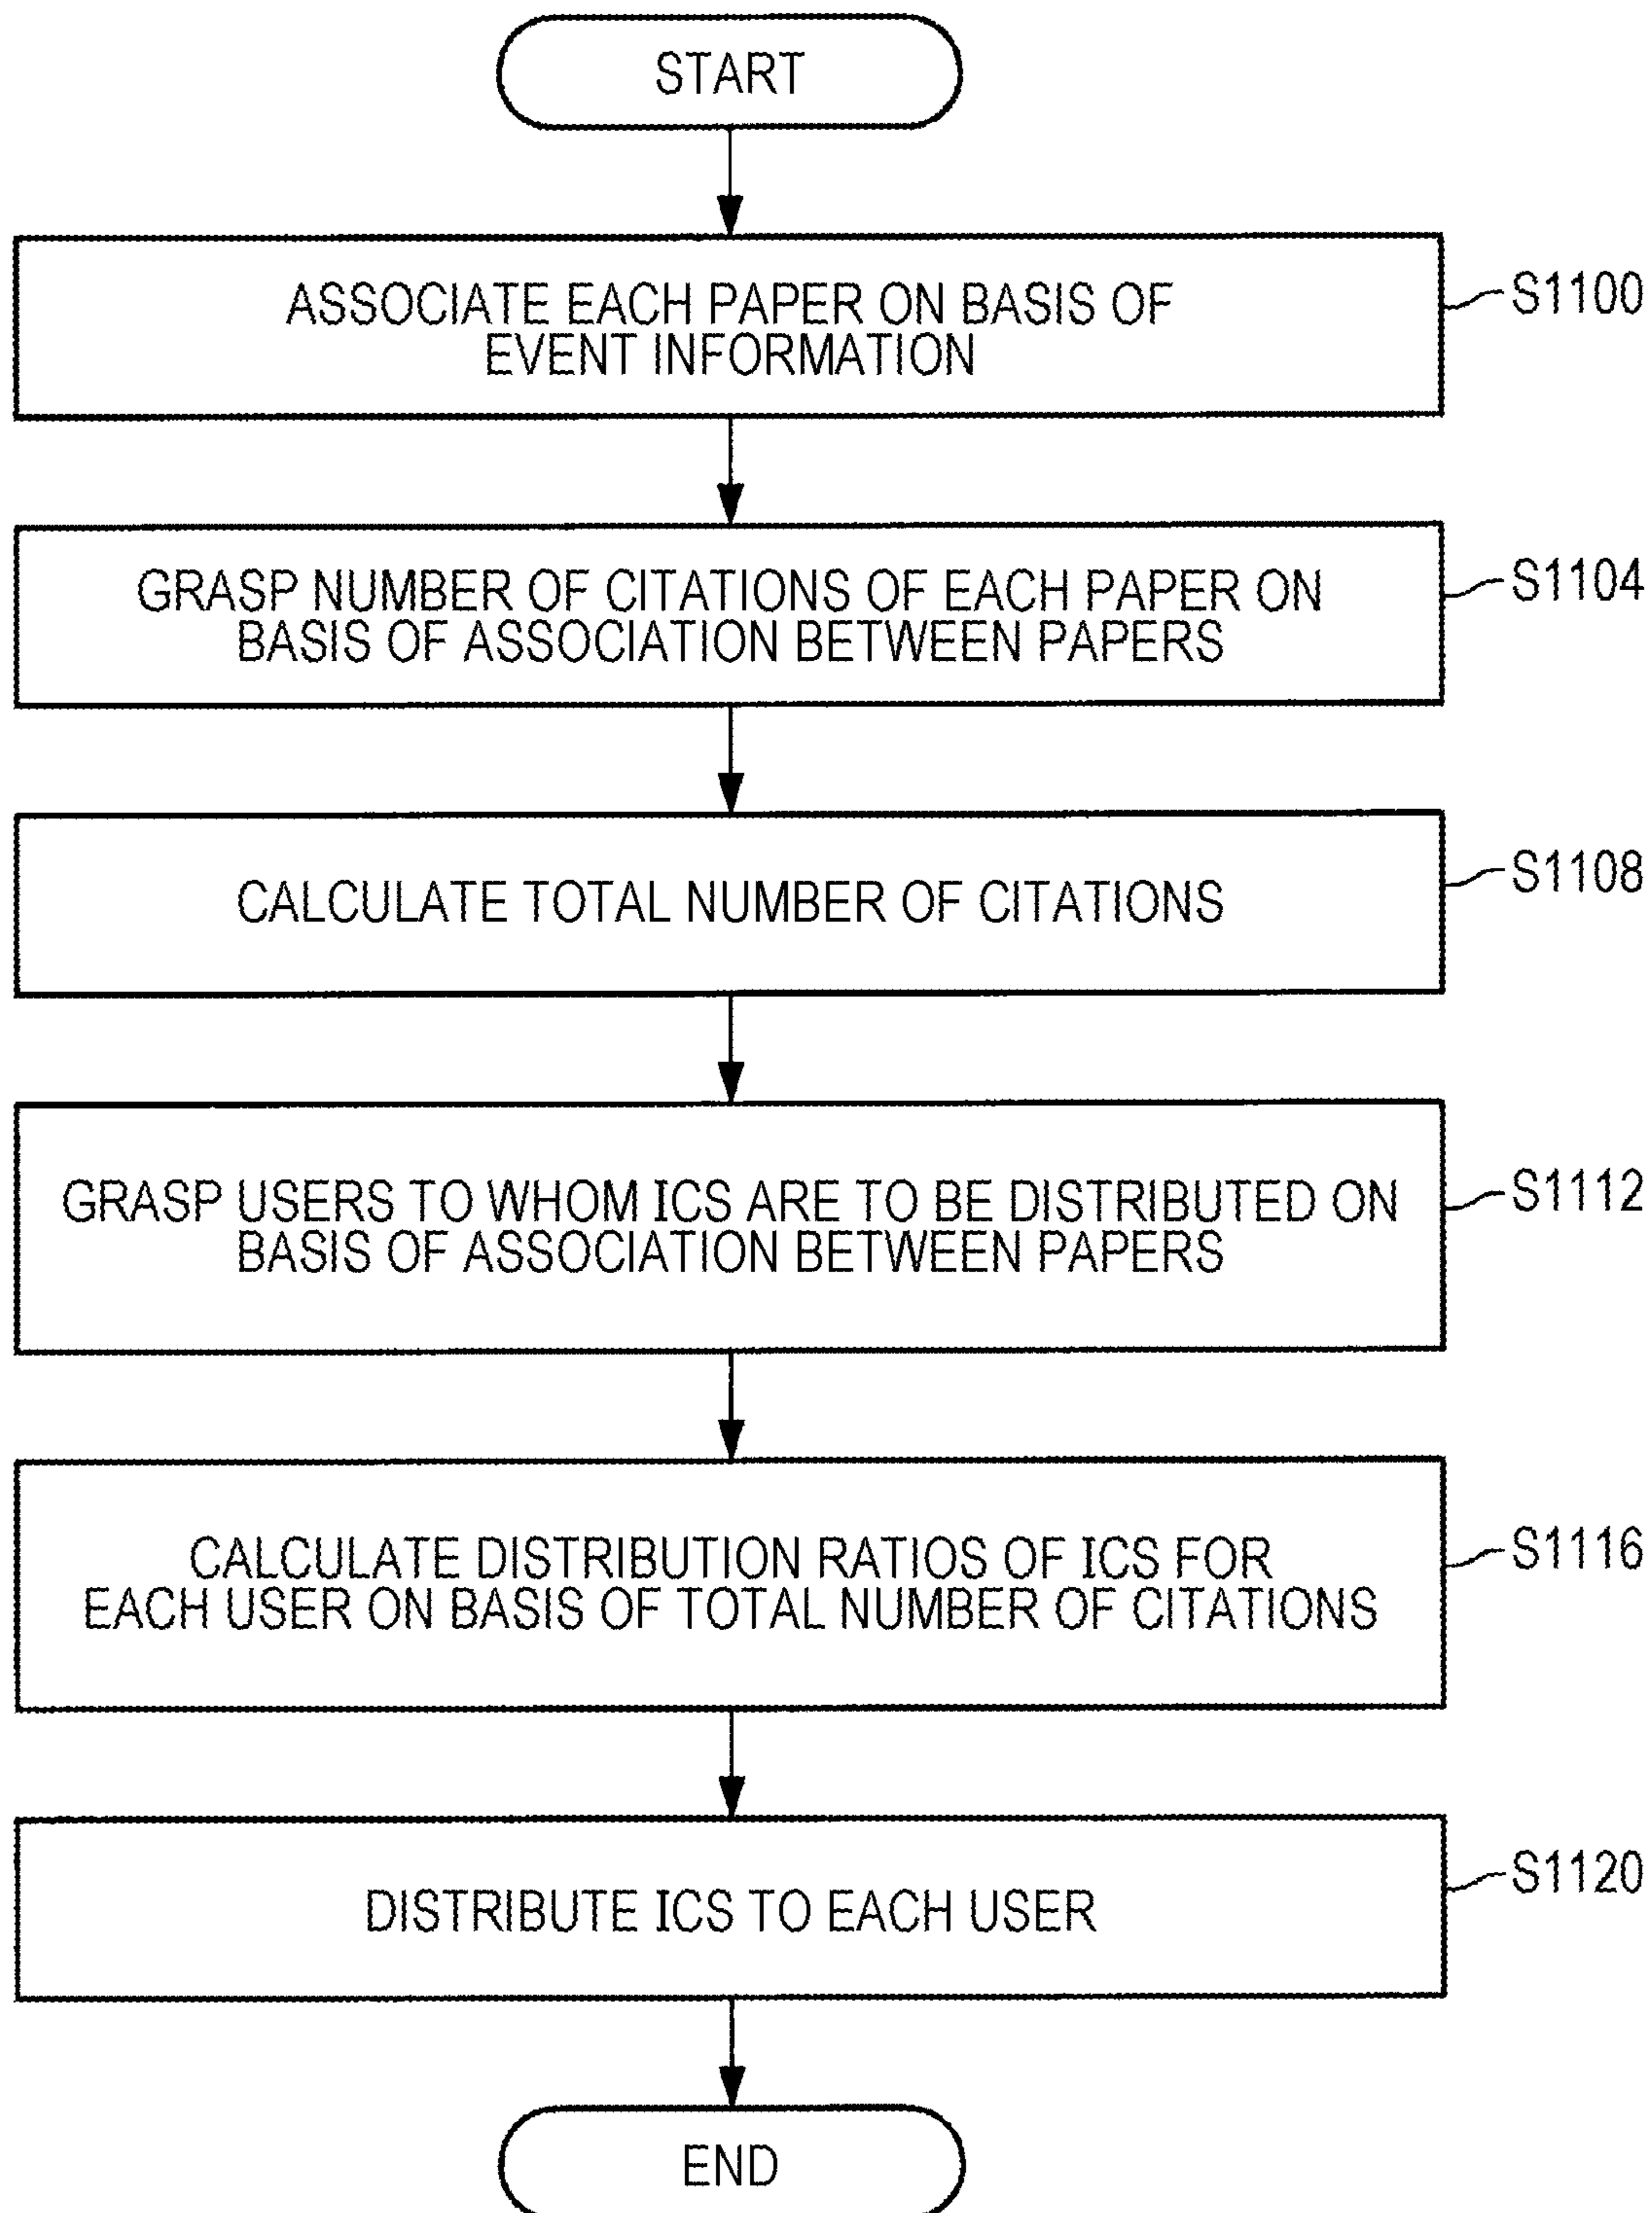 START
ASSOCIATE EACH PAPER ON BASIS OF
EVENT INFORMATION
S1100
GRASP NUMBER OF CITATIONS OF EACH PAPER ON
BASIS OF ASSOCIATION BETWEEN PAPERS
S1104
CALCULATE TOTAL NUMBER OF CITATIONS
S1108
GRASP USERS TO WHOM ICS ARE TO BE DISTRIBUTED ON
BASIS OF ASSOCIATION BETWEEN PAPERS
S1112
CALCULATE DISTRIBUTION RATIOS OF ICS FOR
EACH USER ON BASIS OF TOTAL NUMBER OF CITATIONS
S1116
DISTRIBUTE ICS TO EACH USER
S1120
END